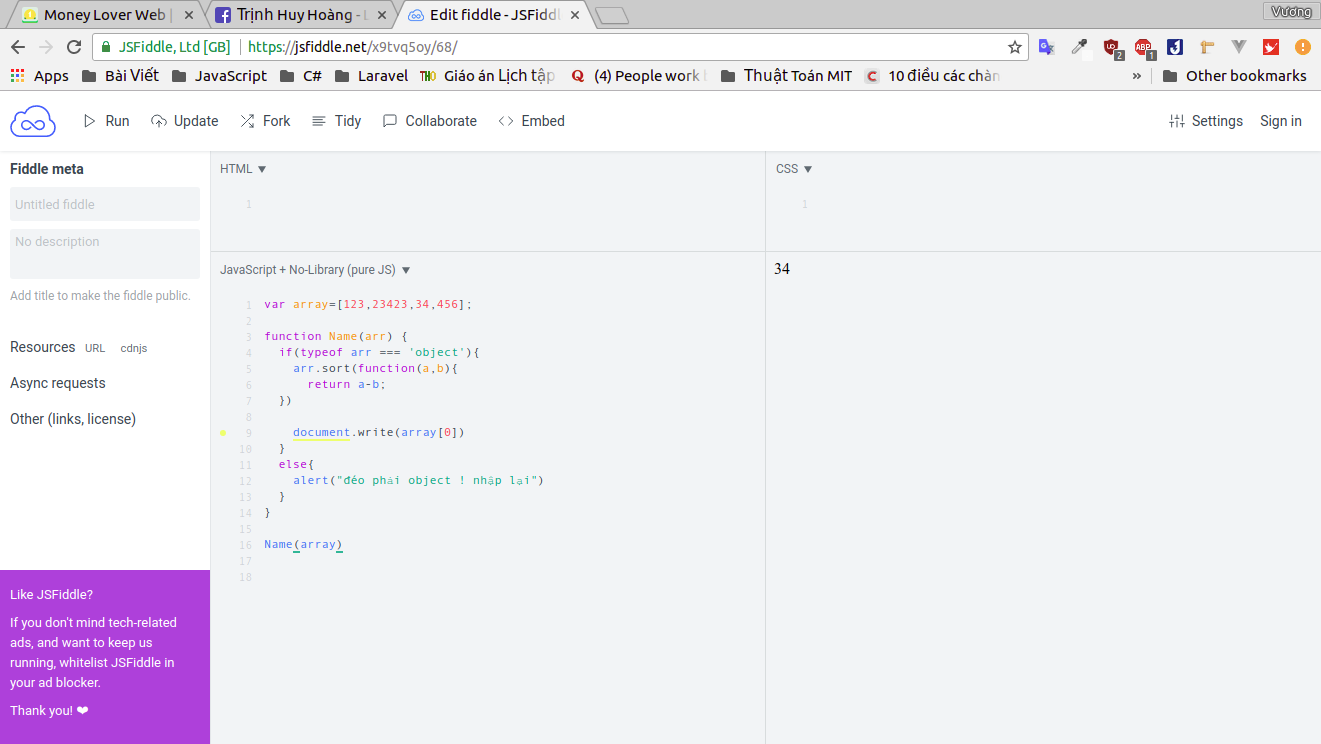 Money Lover Web
Trịnh Huy Hoàng -
Edit fiddle - JSFiddl
Vương
JSFiddle, Ltd [GB]
https://jsfiddle.net/x9tvq5oy/68/
UO 2
ABP 1
Apps
Bài Viết
JavaScript
C#
Laravel
THO Giáo án Lịch tập
Q (4) People work
Thuật Toán MIT
C 10 điều các chàn
»
Other bookmarks
Run
Update
Fork
Tidy
Collaborate
Embed
Settings
Sign in
Fiddle meta
Untitled fiddle
No description
Add title to make the fiddle public.
Resources URL cdnjs
Async requests
Other (links, license)
Like JSFiddle?
If you don't mind tech-related
ads, and want to keep us
running, whitelist JSFiddle in
your ad blocker.
Thank you! ❤
HTML ▼
1
CSS ▼
1
JavaScript + No-Library (pure JS) ▼
1 var array=[123,23423,34,456];
2
3 function Name(arr) {
4 if(typeof arr === 'object'){
5 arr.sort(function(a,b){
6 return a-b;
7 })
8
9 document.write(array[0])
10 }
11 else{
12 alert("đéo phải object ! nhập lại")
13 }
14 }
15
16 Name(array)
17
18
34